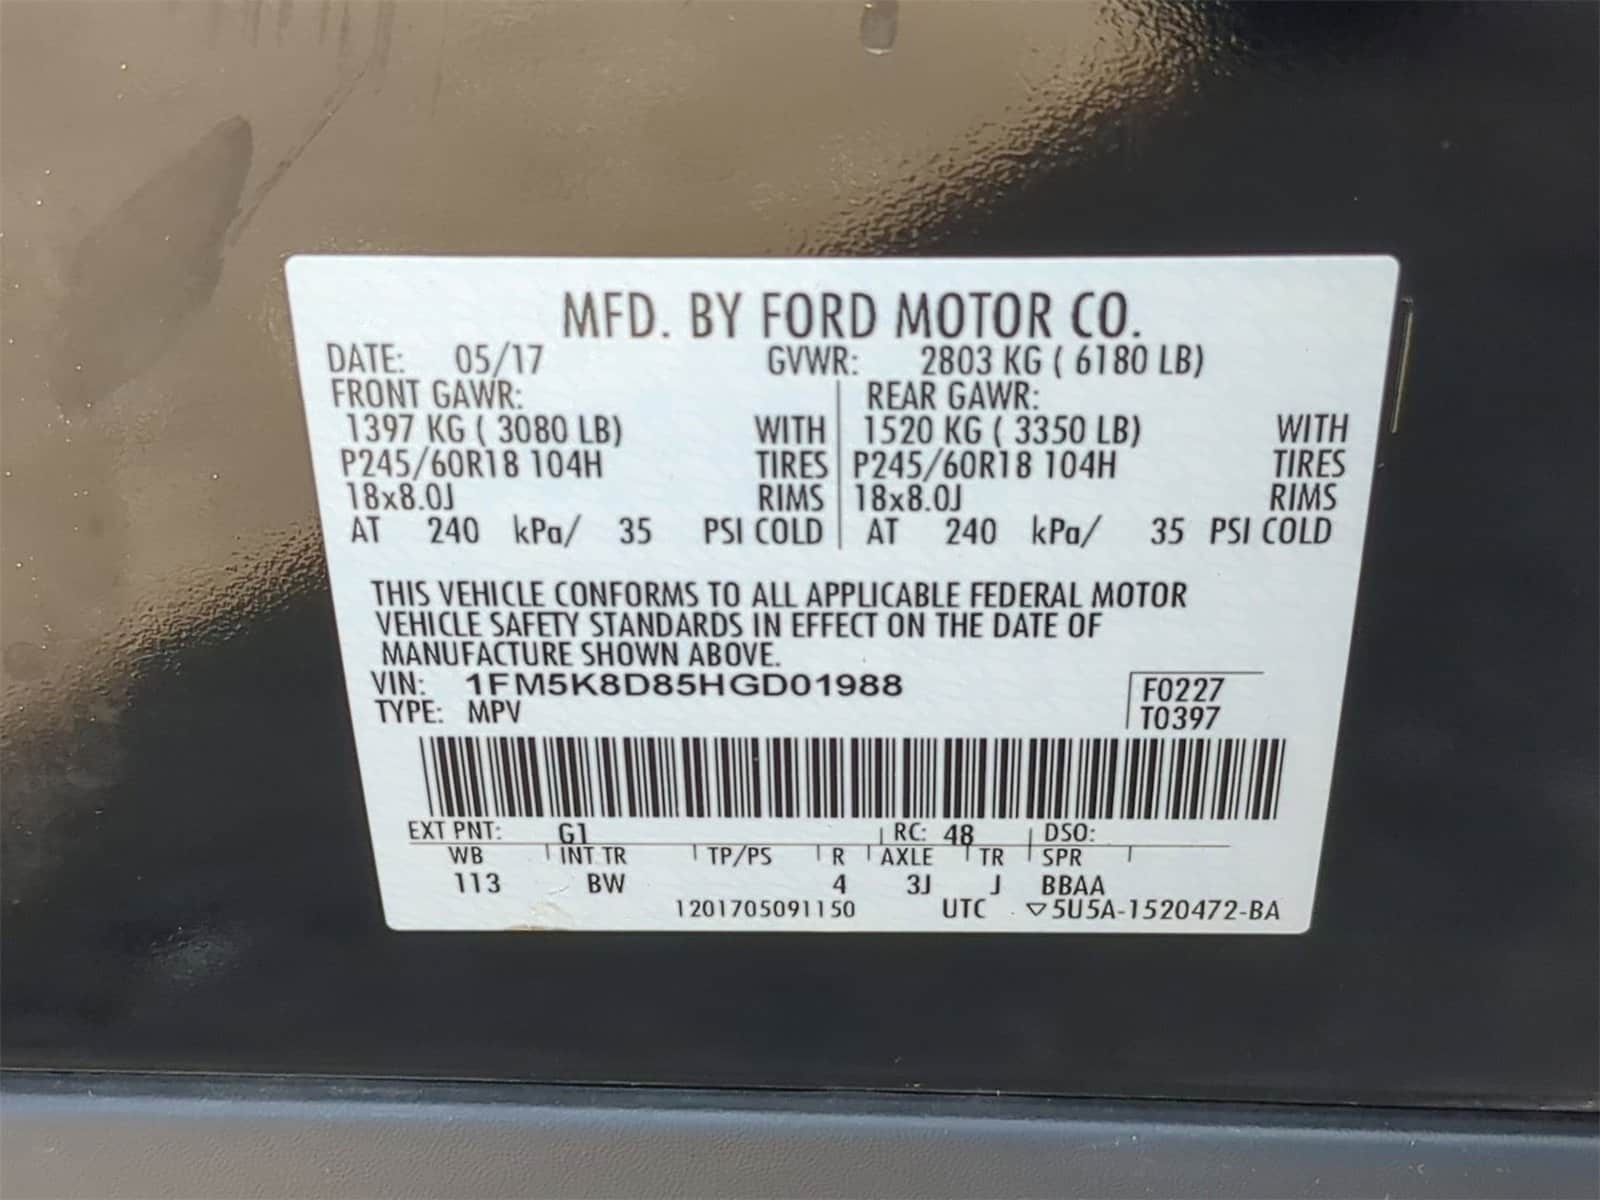 MFD. BY FORD MOTOR CO.
DATE: 05/17 GVWR: 2803 KG ( 6180 LB)
FRONT GAWR: REAR GAWR:
1397 KG ( 3080 LB) WITH 1520 KG ( 3350 LB) WITH
P245/60R18 104H TIRES P245/60R18 104H TIRES
18x8.0J RIMS 18x8.0J RIMS
AT 240 kPa/ 35 PSI COLD AT 240 kPa/ 35 PSI COLD
THIS VEHICLE CONFORMS TO ALL APPLICABLE FEDERAL MOTOR
VEHICLE SAFETY STANDARDS IN EFFECT ON THE DATE OF
MANUFACTURE SHOWN ABOVE.
VIN: 1FM5K8D85HGD01988 F0227
TYPE: MPV T0397
EXT PNT: G1 RC: 48 DSO:
WB INT TR TP/PS R AXLE TR SPR
113 BW 4 3J J BBAA
1201705091150 UTC ▽5U5A-1520472-BA